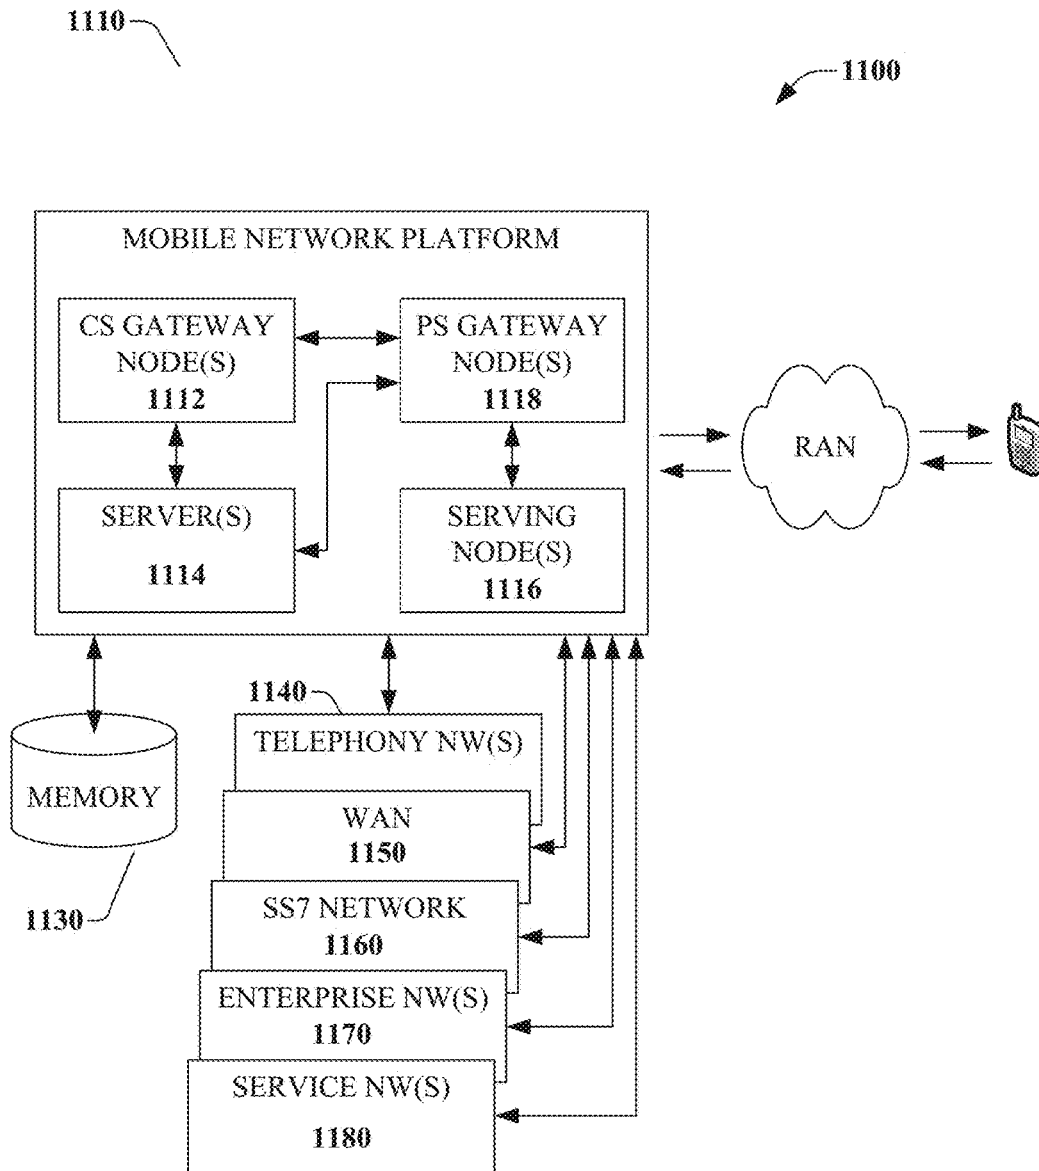 1110
1100
MOBILE NETWORK PLATFORM
CS GATEWAY
NODE(S)
1112
PS GATEWAY
NODE(S)
1118
SERVER(S)
1114
SERVING
NODE(S)
1116
RAN
1140
TELEPHONY NW(S)
MEMORY
1130
WAN
1150
SS7 NETWORK
1160
ENTERPRISE NW(S)
1170
SERVICE NW(S)
1180